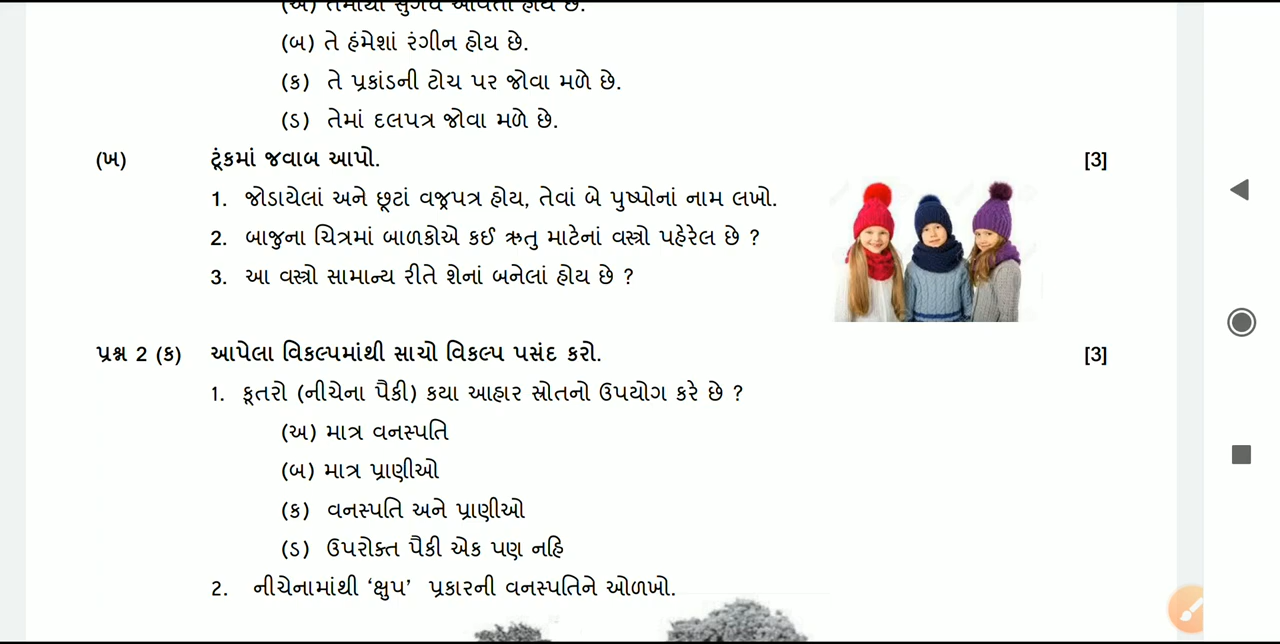 (અ) તેમાંથી સુગંધ આવતી હોય છે.
(બ) તે હંમેશાં રંગીન હોય છે.
(ક) તે પ્રકાંડની ટોચ પર જોવા મળે છે.
(ડ) તેમાં દલપત્ર જોવા મળે છે.
(ખ) ટૂંકમાં જવાબ આપો. [3]
1. જોડાયેલાં અને છૂટાં વજ્રપત્ર હોય, તેવાં બે પુષ્પોનાં નામ લખો.
2. બાજુના ચિત્રમાં બાળકોએ કઈ ઋતુ માટેનાં વસ્ત્રો પહેરેલ છે ?
3. આ વસ્ત્રો સામાન્ય રીતે શેનાં બનેલાં હોય છે ?
પ્રશ્ન 2 (ક) આપેલા વિકલ્પમાંથી સાચો વિકલ્પ પસંદ કરો. [3]
1. કૂતરો (નીચેના પૈકી) કયા આહાર સ્રોતનો ઉપયોગ કરે છે ?
(અ) માત્ર વનસ્પતિ
(બ) માત્ર પ્રાણીઓ
(ક) વનસ્પતિ અને પ્રાણીઓ
(ડ) ઉપરોક્ત પૈકી એક પણ નહિ
2. નીચેનામાંથી ‘ક્ષુપ’ પ્રકારની વનસ્પતિને ઓળખો.